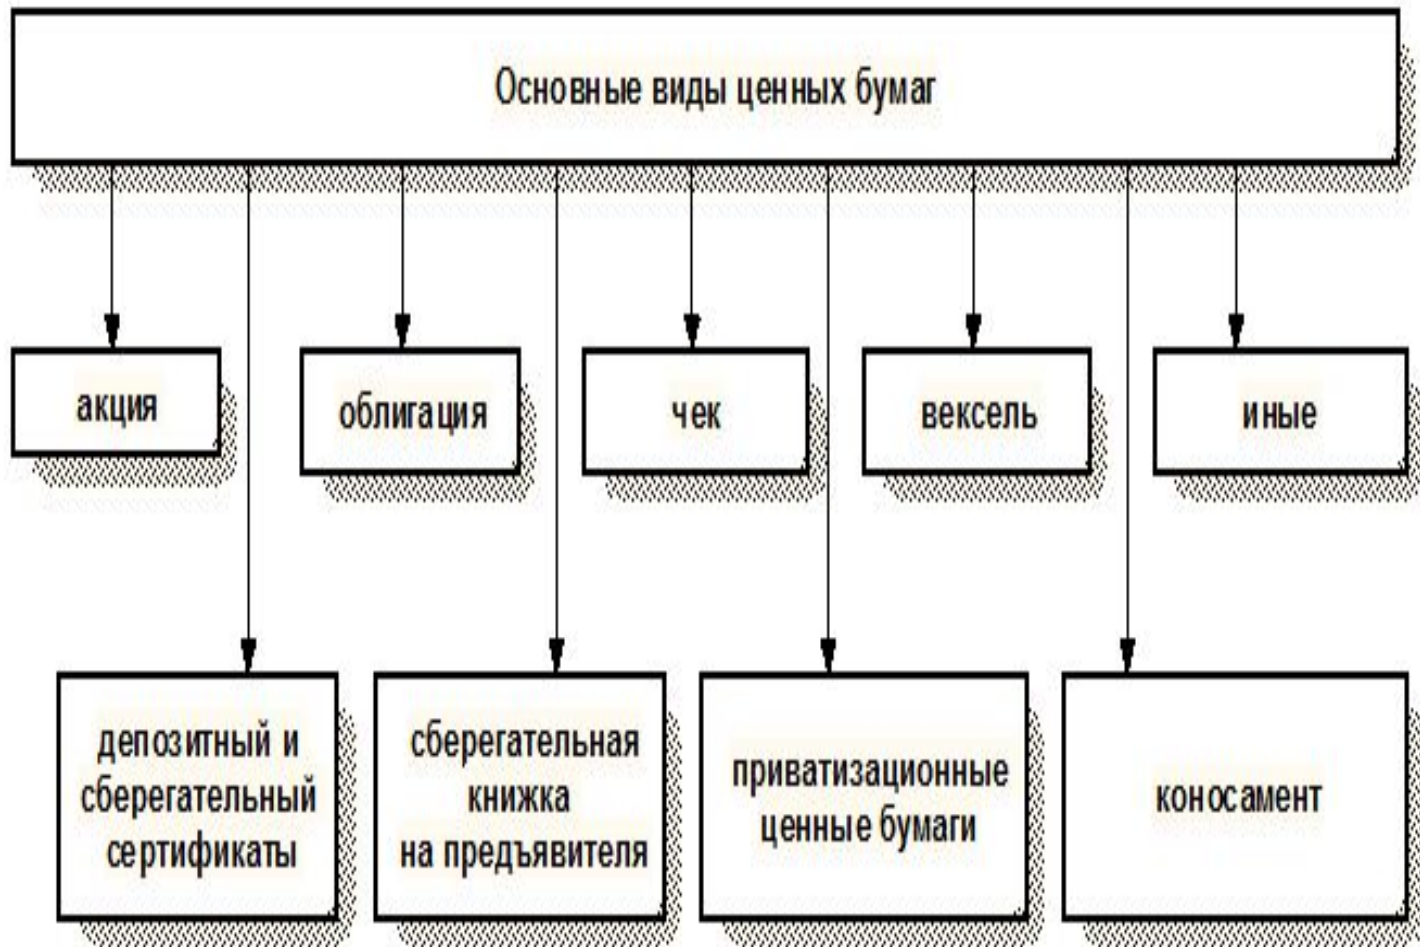 Основные виды ценных бумаг
акция
облигация
чек
вексель
иные
депозитный и
сберегательный
сертификаты
сберегательная
книжка
на предъявителя
приватизационные
ценные бумаги
коносамент